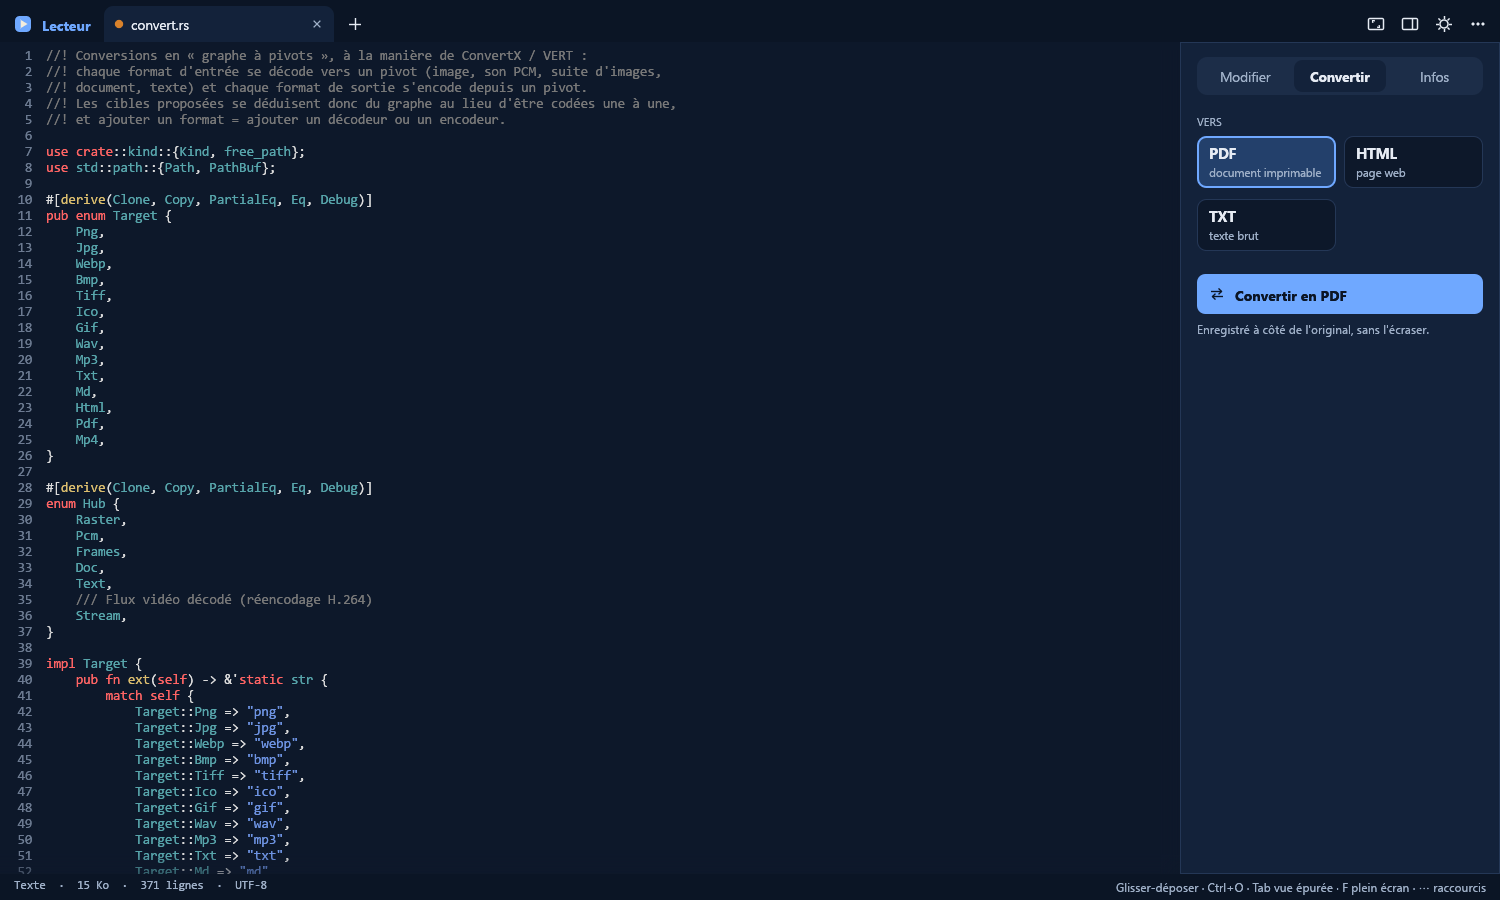 Lecteur
convert.rs
1 //! Conversions en « graphe à pivots », à la manière de ConvertX / VERT :
2 //! chaque format d'entrée se décode vers un pivot (image, son PCM, suite d'images,
3 //! document, texte) et chaque format de sortie s'encode depuis un pivot.
4 //! Les cibles proposées se déduisent donc du graphe au lieu d'être codées une à une,
5 //! et ajouter un format = ajouter un décodeur ou un encodeur.
6
7 use crate::kind::{Kind, free_path};
8 use std::path::{Path, PathBuf};
9
10 #[derive(Clone, Copy, PartialEq, Eq, Debug)]
11 pub enum Target {
12     Png,
13     Jpg,
14     Webp,
15     Bmp,
16     Tiff,
17     Ico,
18     Gif,
19     Wav,
20     Mp3,
21     Txt,
22     Md,
23     Html,
24     Pdf,
25     Mp4,
26 }
27
28 #[derive(Clone, Copy, PartialEq, Eq, Debug)]
29 enum Hub {
30     Raster,
31     Pcm,
32     Frames,
33     Doc,
34     Text,
35     /// Flux vidéo décodé (réencodage H.264)
36     Stream,
37 }
38
39 impl Target {
40     pub fn ext(self) -> &'static str {
41         match self {
42             Target::Png => "png",
43             Target::Jpg => "jpg",
44             Target::Webp => "webp",
45             Target::Bmp => "bmp",
46             Target::Tiff => "tiff",
47             Target::Ico => "ico",
48             Target::Gif => "gif",
49             Target::Wav => "wav",
50             Target::Mp3 => "mp3",
51             Target::Txt => "txt",
52             Target::Md => "md"
Modifier Convertir Infos
VERS
PDF
document imprimable
HTML
page web
TXT
texte brut
Convertir en PDF
Enregistré à côté de l'original, sans l'écraser.
Texte · 15 Ko · 371 lignes · UTF-8
Glisser-déposer · Ctrl+O · Tab vue épurée · F plein écran · ··· raccourcis